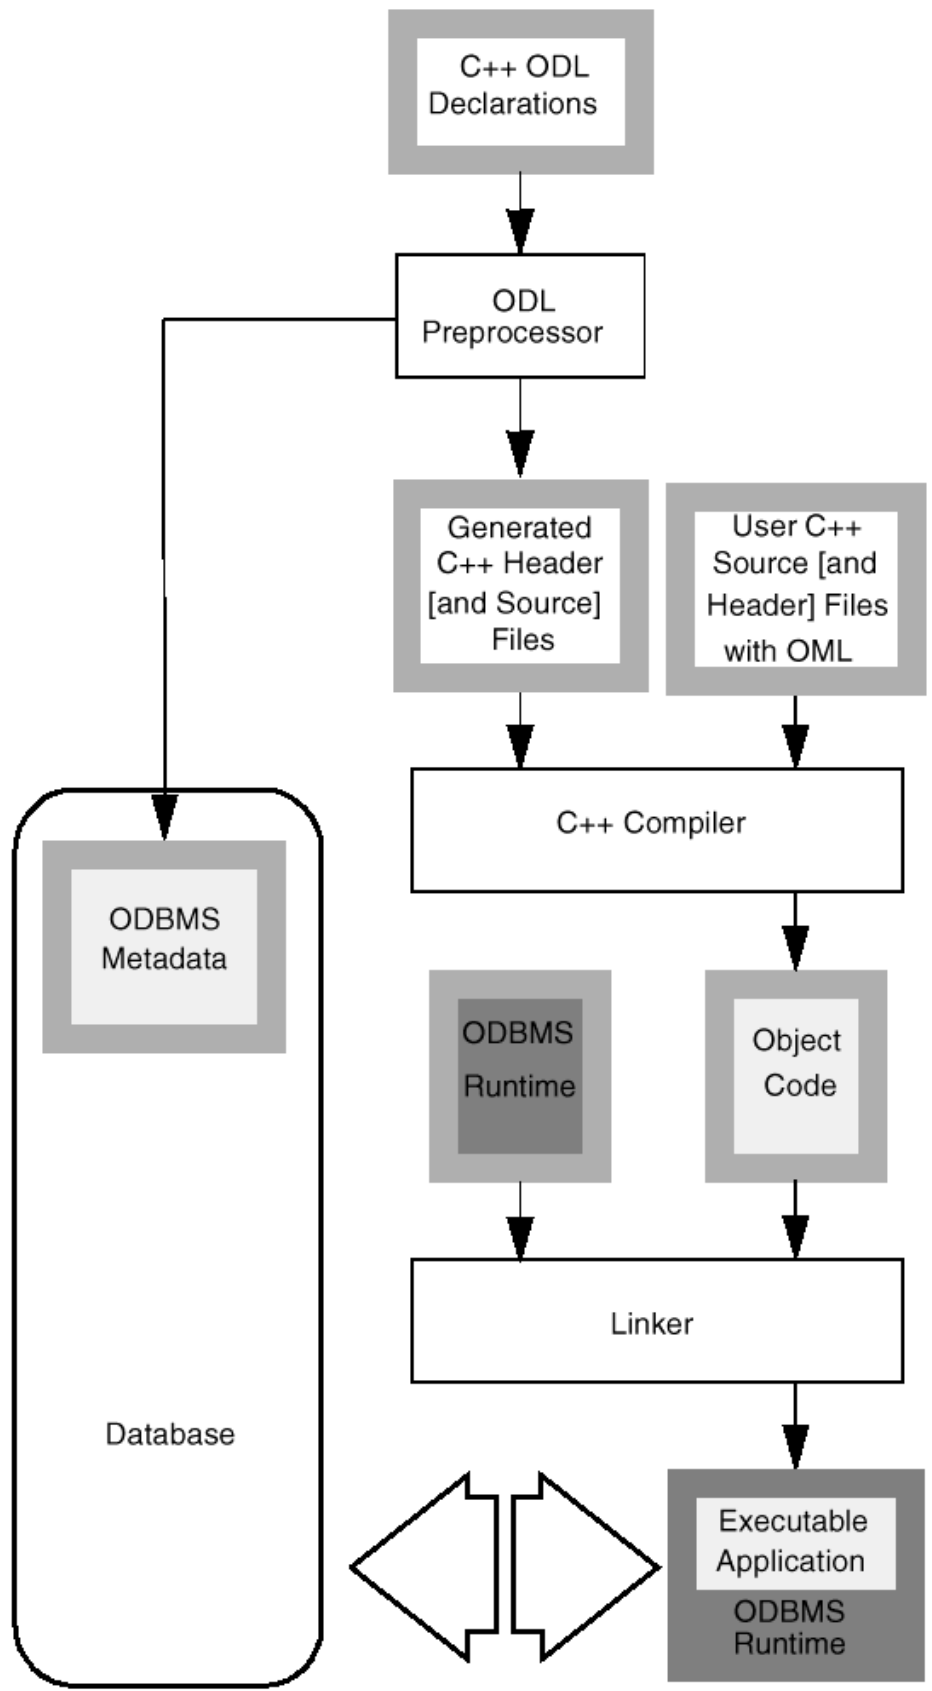 C++ ODL
Declarations
ODL
Preprocessor
Generated
C++ Header
[and Source]
Files
User C++
Source [and
Header] Files
with OML
C++ Compiler
ODBMS
Metadata
ODBMS
Runtime
Object
Code
Linker
Database
Executable
Application
ODBMS
Runtime